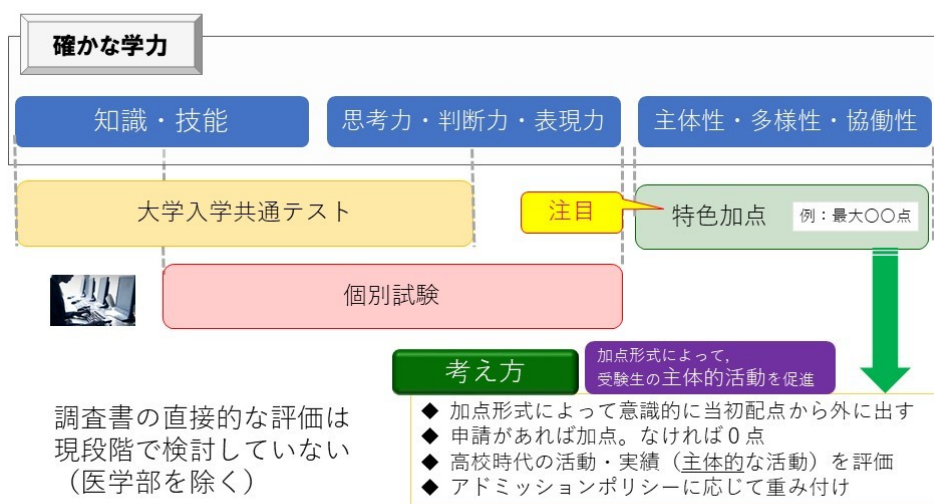 確かな学力
知識・技能
思考力・判断力・表現力
主体性・多様性・協働性
大学入学共通テスト
注目
特色加点
例：最大〇〇点
個別試験
考え方
加点形式によって，
受験生の主体的活動を促進
調査書の直接的な評価は
現段階で検討していない
（医学部を除く）
◆ 加点形式によって意識的に当初配点から外に出す
◆ 申請があれば加点。なければ０点
◆ 高校時代の活動・実績（主体的な活動）を評価
◆ アドミッションポリシーに応じて重み付け